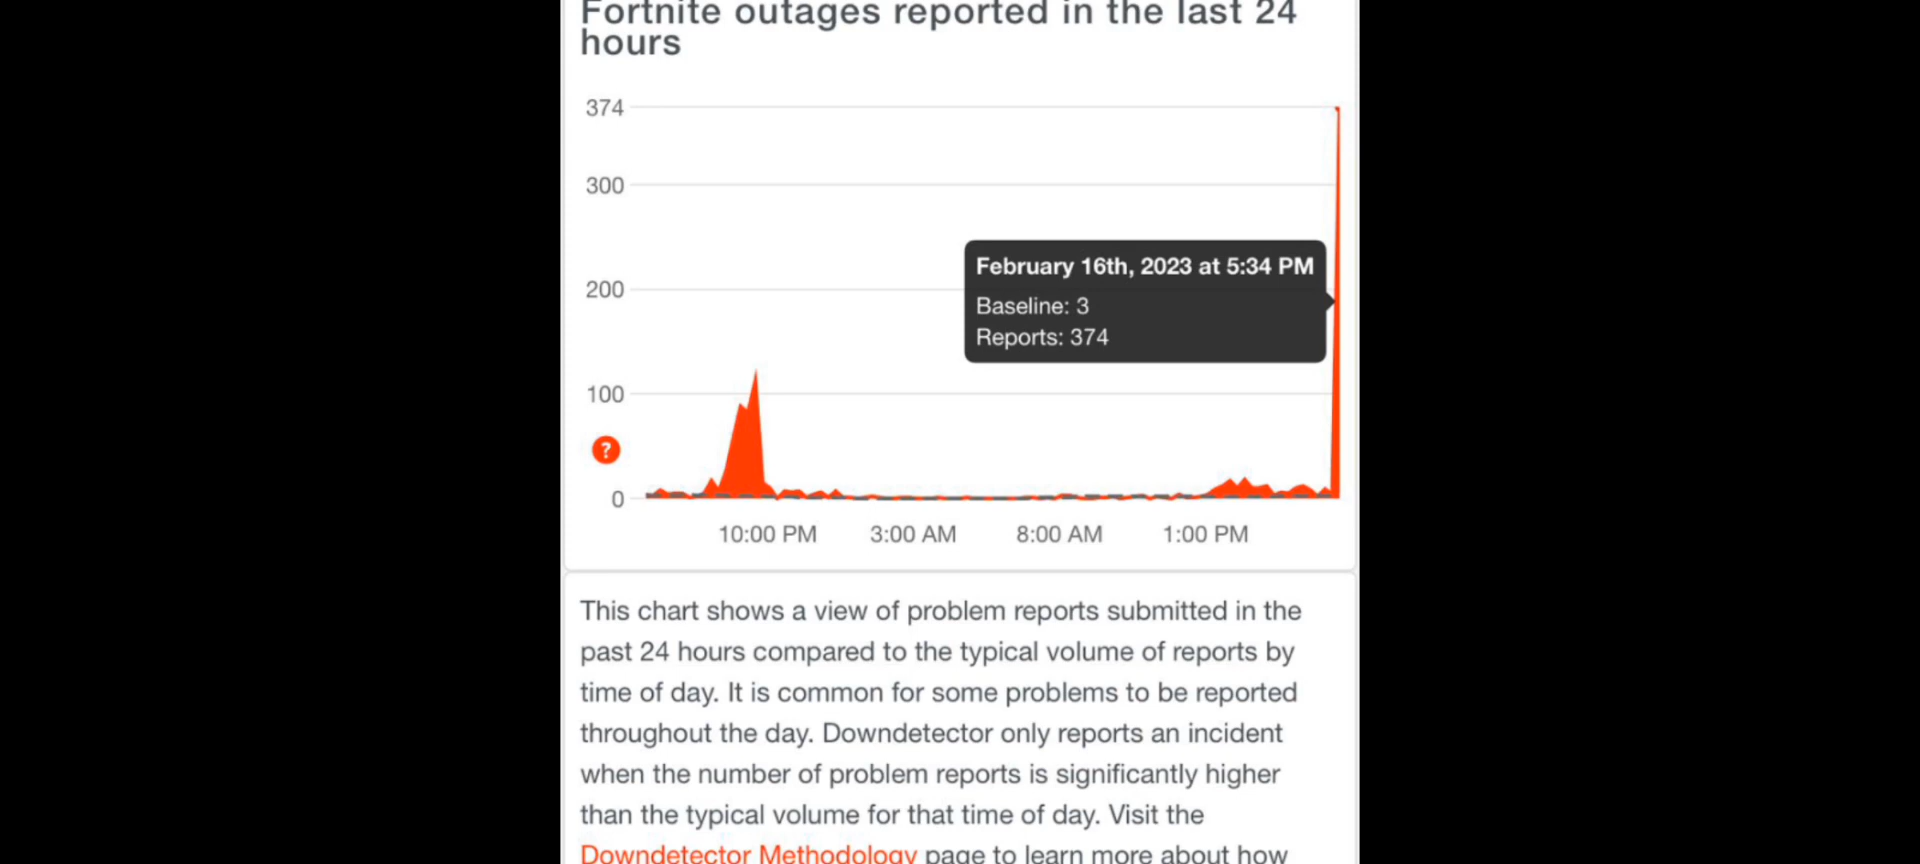 Fortnite outages reported in the last 24
hours
374
300
February 16th, 2023 at 5:34 PM
200
Baseline: 3
Reports: 374
100
?
0
10:00 PM 3:00 AM 8:00 AM 1:00 PM
This chart shows a view of problem reports submitted in the
past 24 hours compared to the typical volume of reports by
time of day. It is common for some problems to be reported
throughout the day. Downdetector only reports an incident
when the number of problem reports is significantly higher
than the typical volume for that time of day. Visit the
Downdetector Methodology page to learn more about how